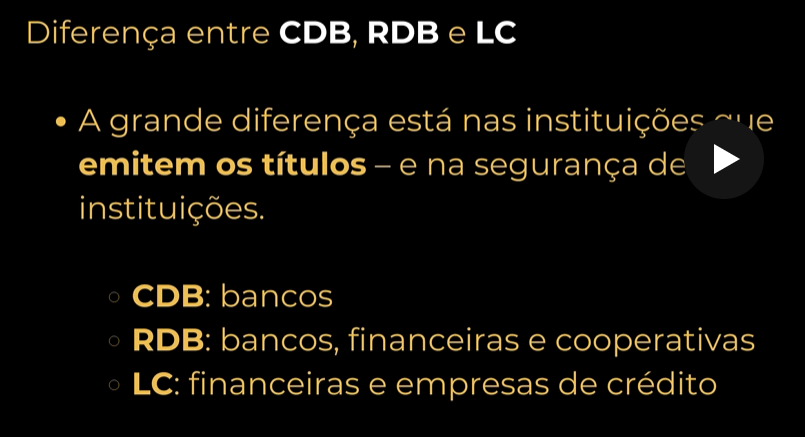 Diferença entre CDB, RDB e LC
• A grande diferença está nas instituições que
emitem os títulos – e na segurança de
instituições.
○ CDB: bancos
○ RDB: bancos, financeiras e cooperativas
○ LC: financeiras e empresas de crédito